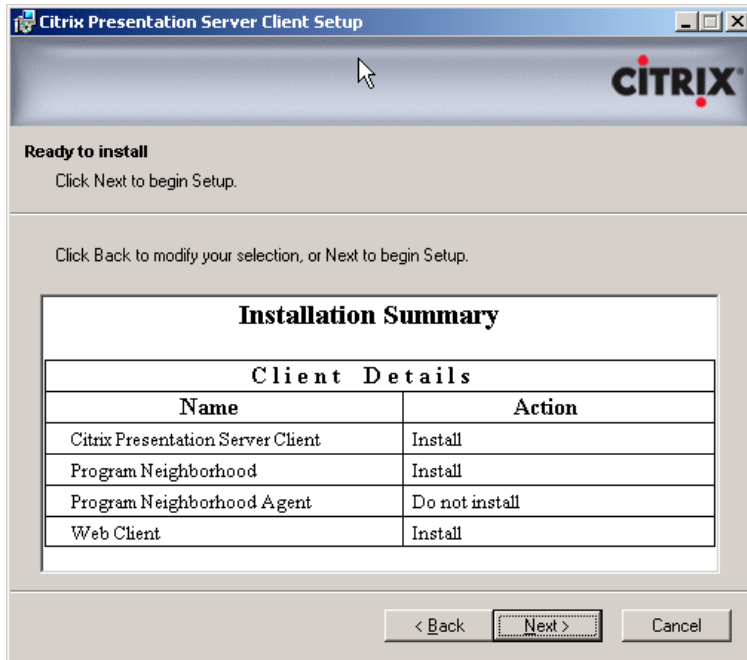 Citrix Presentation Server Client Setup
CITRIX
Ready to install
Click Next to begin Setup.
Click Back to modify your selection, or Next to begin Setup.
Installation Summary
Client Details
Name Action
Citrix Presentation Server Client Install
Program Neighborhood Install
Program Neighborhood Agent Do not install
Web Client Install
< Back Next > Cancel